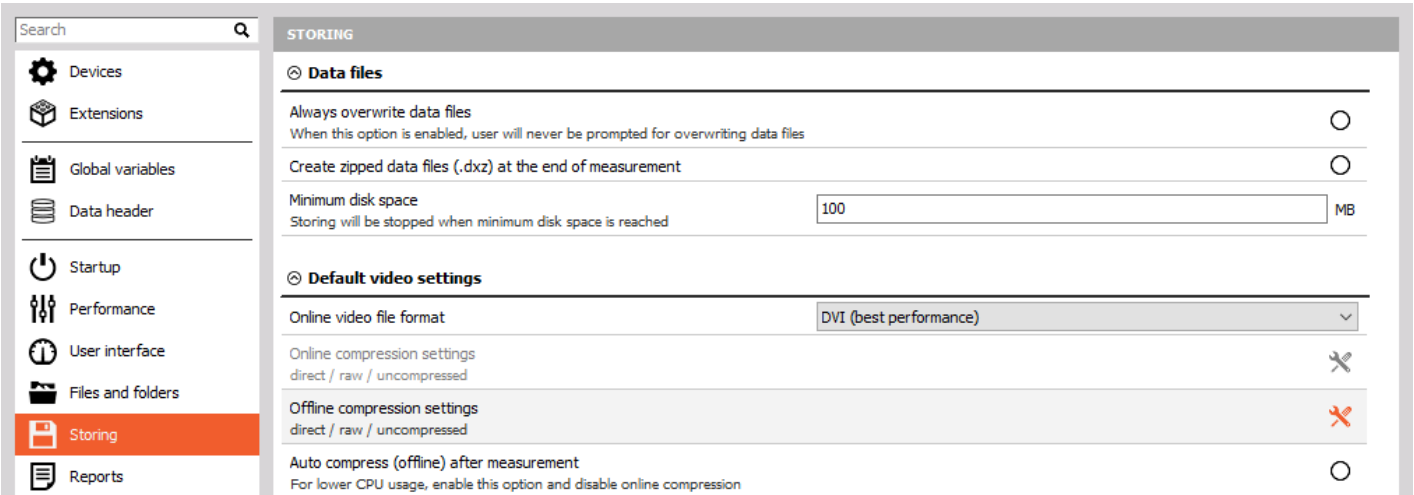 Search
Devices
Extensions
Global variables
Data header
Startup
Performance
User interface
Files and folders
Storing
Reports
STORING
Data files
Always overwrite data files
When this option is enabled, user will never be prompted for overwriting data files
Create zipped data files (.dxz) at the end of measurement
Minimum disk space
Storing will be stopped when minimum disk space is reached
100 MB
Default video settings
Online video file format
DVI (best performance)
Online compression settings
direct / raw / uncompressed
Offline compression settings
direct / raw / uncompressed
Auto compress (offline) after measurement
For lower CPU usage, enable this option and disable online compression